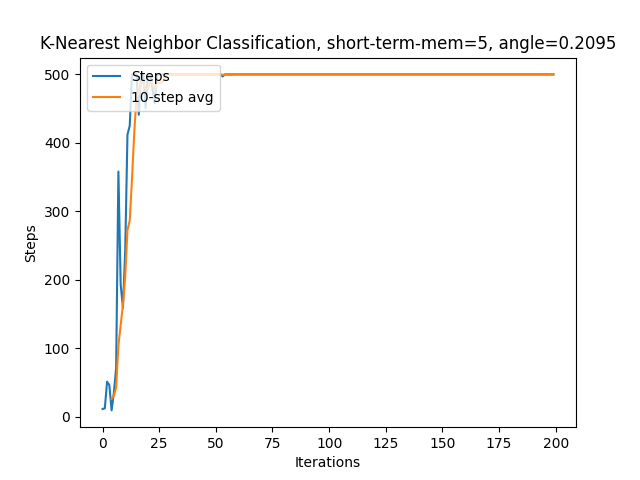 K-Nearest Neighbor Classification, short-term-mem=5, angle=0.2095
Steps
10-step avg
500
400
300
200
100
0
Steps
0 25 50 75 100 125 150 175 200
Iterations